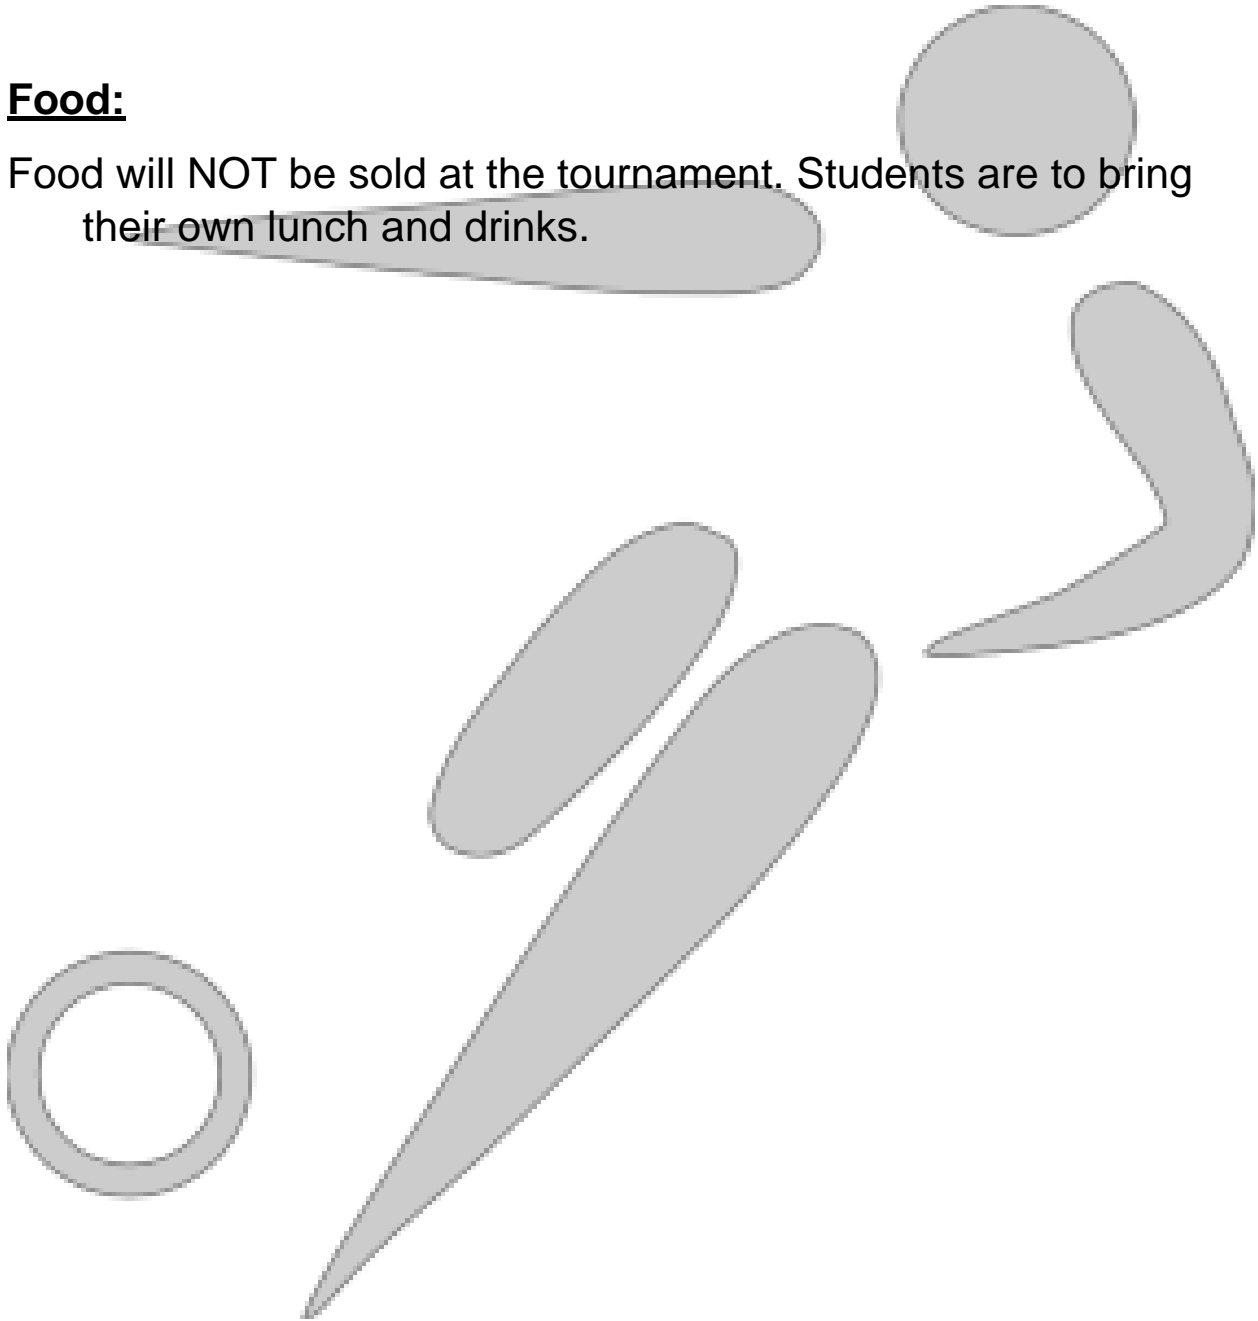 Food:
Food will NOT be sold at the tournament. Students are to bring
their own lunch and drinks.